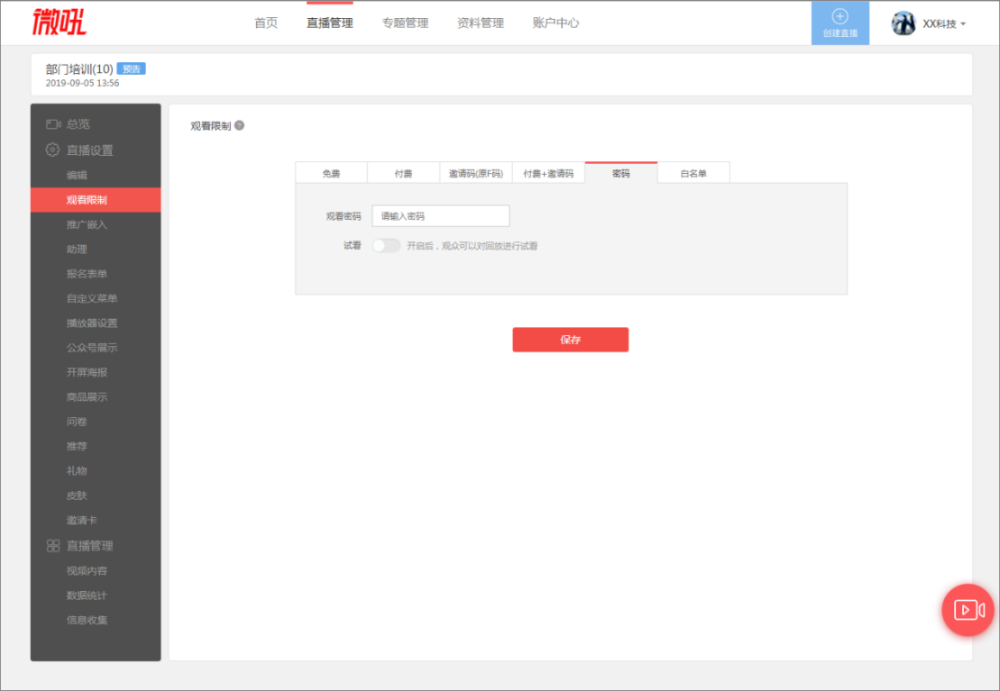 微吼
首页 直播管理 专题管理 资料管理 账户中心
创建直播
XX科技
部门培训(10) 预告
2019-09-05 13:56
总览
直播设置
编辑
观看限制
推广嵌入
助理
报名表单
自定义菜单
播放器设置
公众号展示
开屏海报
商品展示
问卷
推荐
礼物
皮肤
邀请卡
直播管理
视频内容
数据统计
信息收集
观看限制 ?
免费 付费 邀请码(原F码) 付费+邀请码 密码 白名单
观看密码 请输入密码
试看 开启后，观众可以对回放进行试看
保存